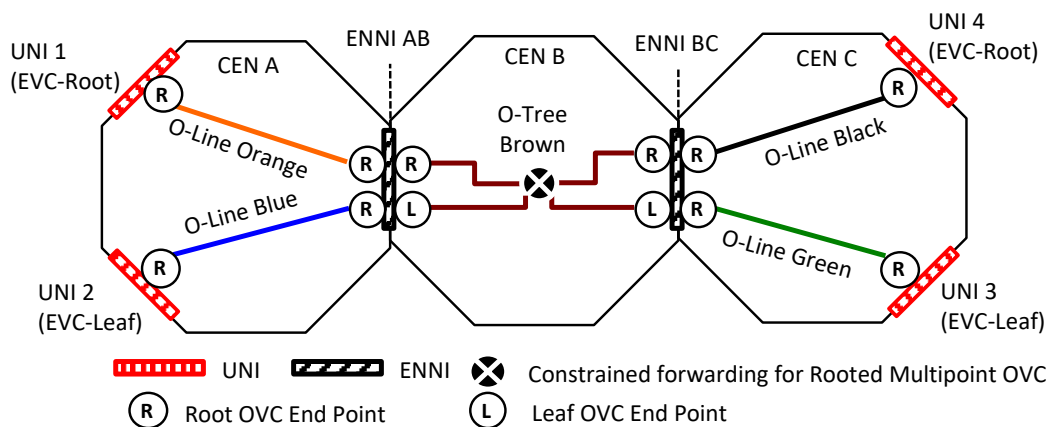 UNI 1
(EVC-Root)
CEN A
ENNI AB
CEN B
ENNI BC
CEN C
UNI 4
(EVC-Root)
R
R
O-Line Orange
O-Tree
Brown
O-Line Black
R
R
R
R
O-Line Blue
R
L
L
R
O-Line Green
R
R
UNI 2
(EVC-Leaf)
UNI 3
(EVC-Leaf)
UNI
ENNI
Constrained forwarding for Rooted Multipoint OVC
R Root OVC End Point
L Leaf OVC End Point